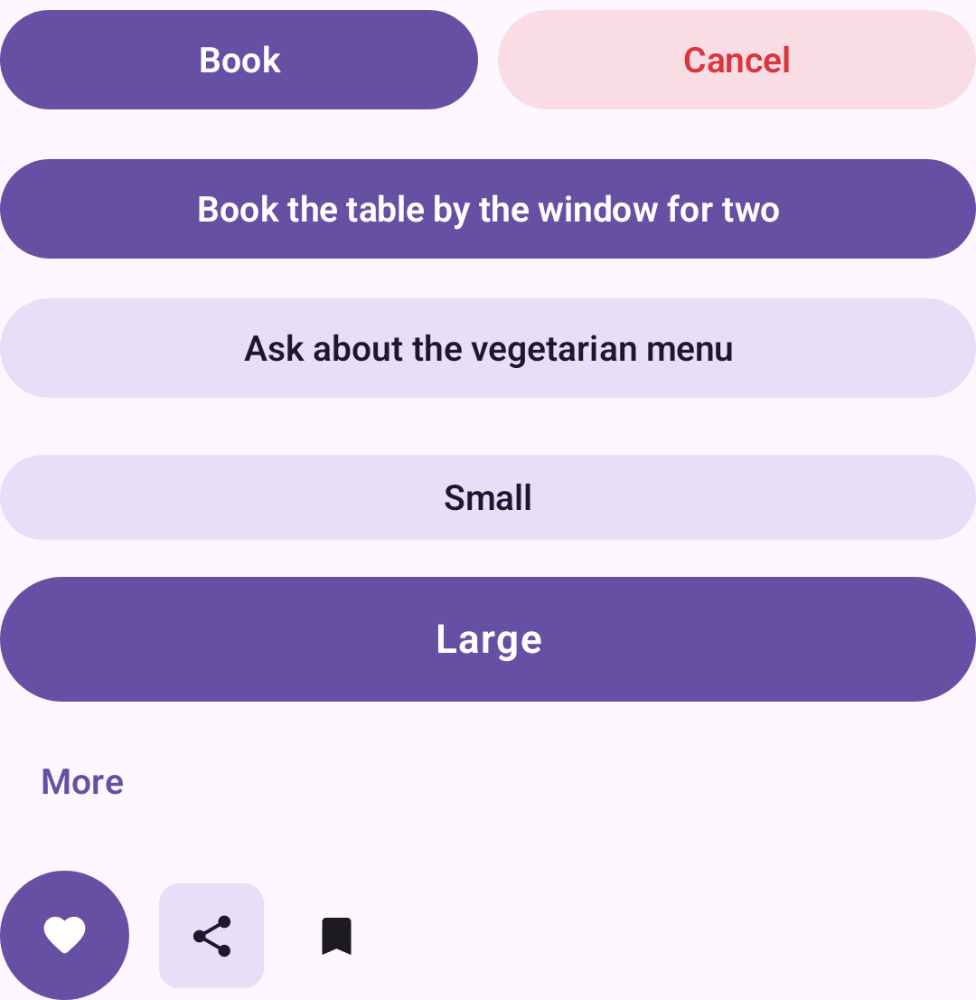 Book
Cancel
Book the table by the window for two
Ask about the vegetarian menu
Small
Large
More